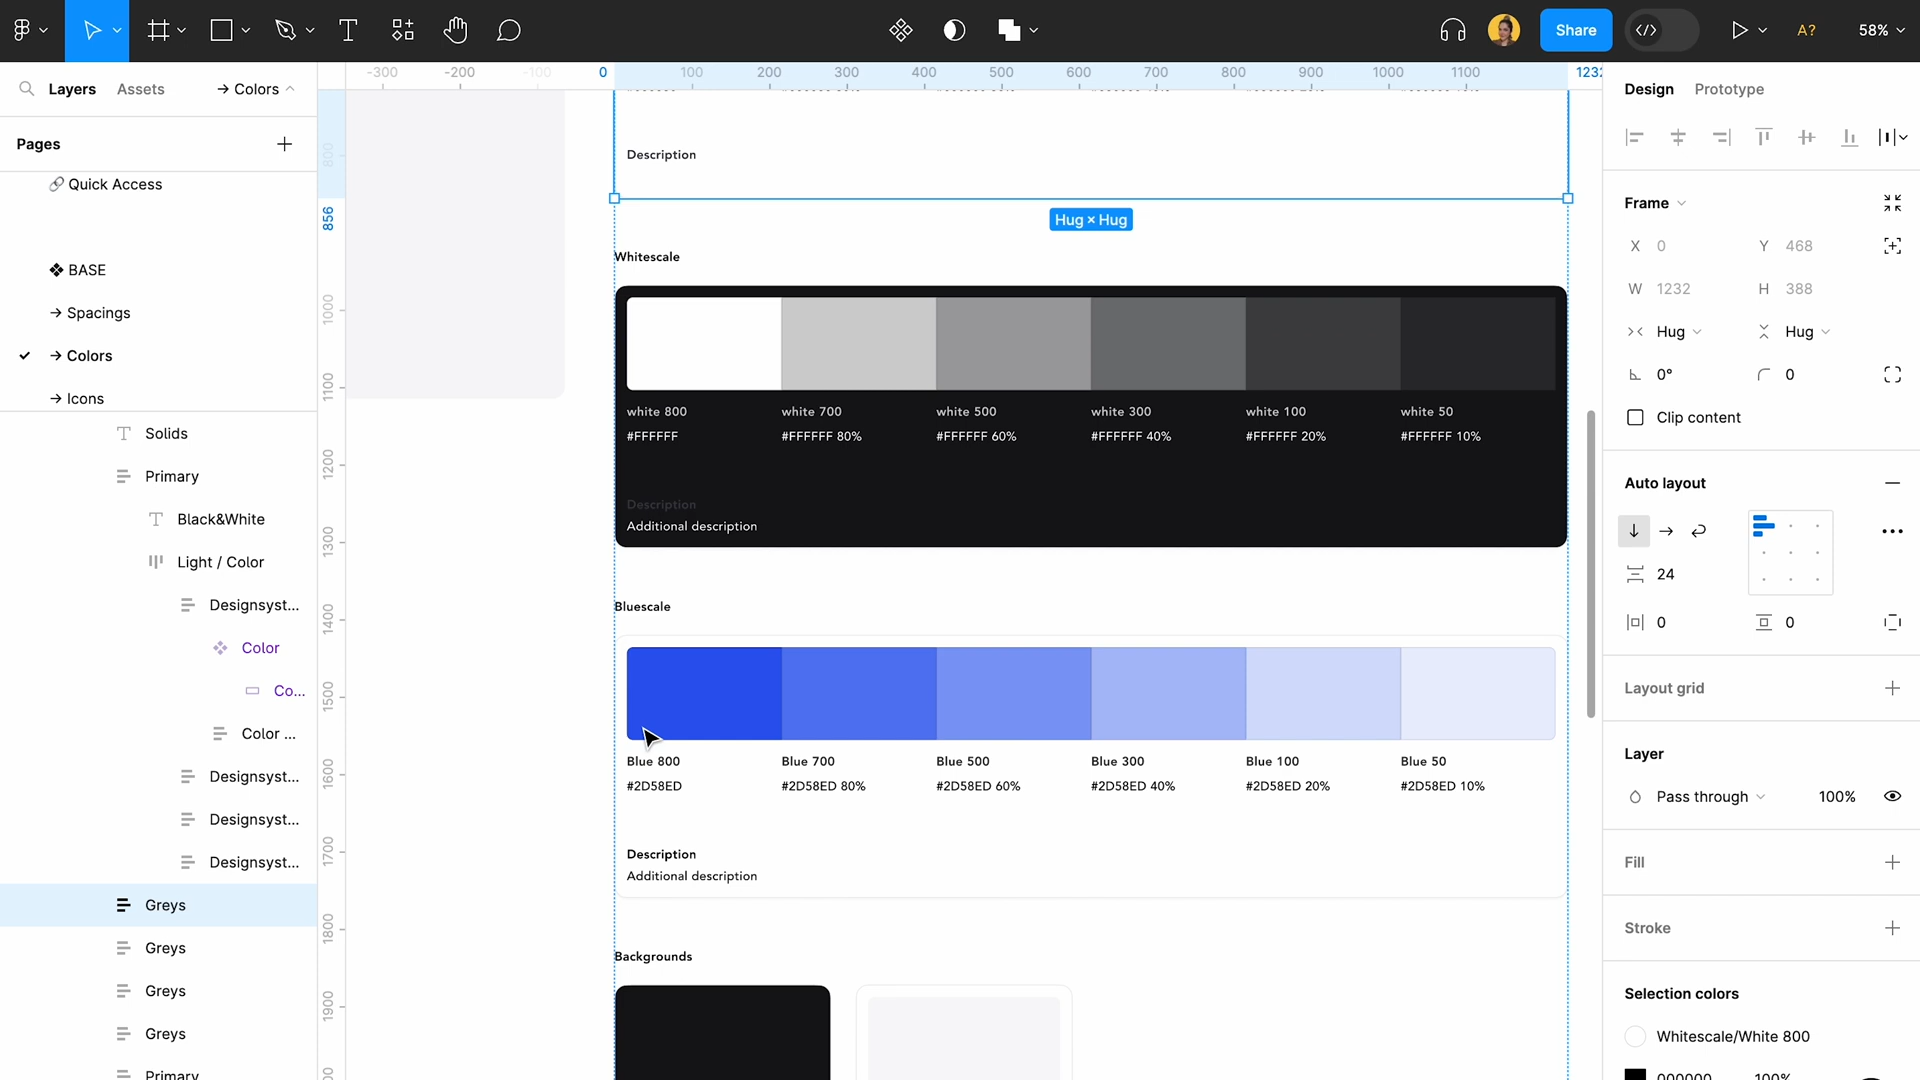 Share
A?
58%
Layers
Assets
→ Colors
-300
-200
-100
0
100
200
300
400
500
600
700
800
900
1000
1100
1232
Design
Prototype
Pages
Quick Access
BASE
→ Spacings
→ Colors
→ Icons
Solids
Primary
Black&White
Light / Color
Designsyst...
Color
Co...
Color ...
Designsyst...
Designsyst...
Designsyst...
Greys
Greys
Greys
Greys
Primary
800
856
1000
1100
1200
1300
1400
1500
1600
1700
1800
1900
Description
Hug × Hug
Whitescale
white 800
white 700
white 500
white 300
white 100
white 50
#FFFFFF
#FFFFFF 80%
#FFFFFF 60%
#FFFFFF 40%
#FFFFFF 20%
#FFFFFF 10%
Description
Additional description
Bluescale
Blue 800
Blue 700
Blue 500
Blue 300
Blue 100
Blue 50
#2D58ED
#2D58ED 80%
#2D58ED 60%
#2D58ED 40%
#2D58ED 20%
#2D58ED 10%
Description
Additional description
Backgrounds
Frame
X 0
Y 468
W 1232
H 388
Hug
Hug
0°
0
Clip content
Auto layout
24
0
0
Layout grid
Layer
Pass through
100%
Fill
Stroke
Selection colors
Whitescale/White 800
000000
100%